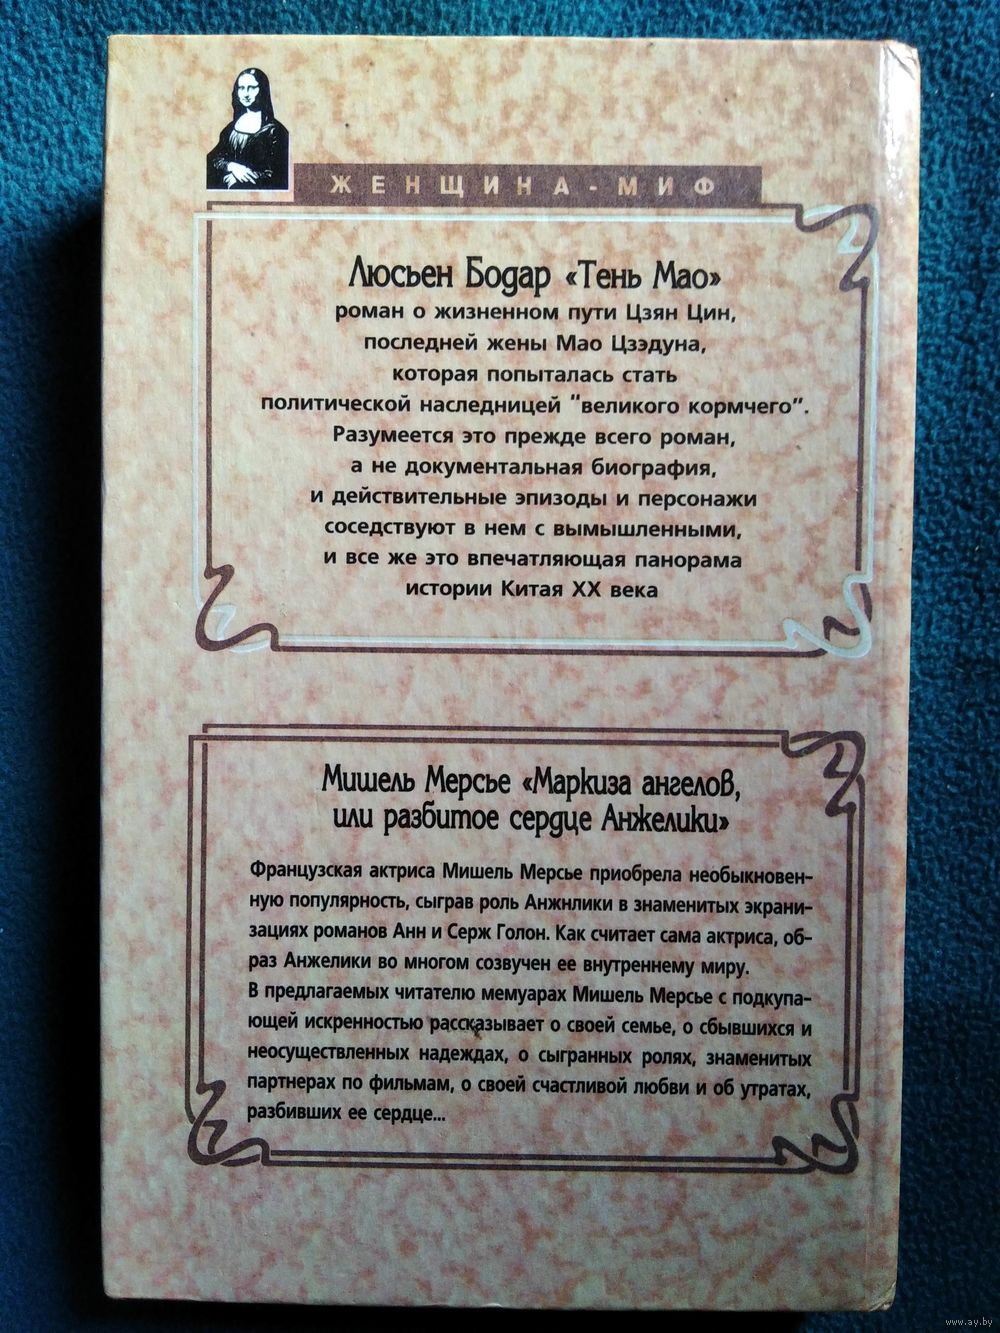 ЖЕНЩИНА-МИФ
Люсьен Бодар «Тень Мао»
роман о жизненном пути Цзян Цин,
последней жены Мао Цзэдуна,
которая попыталась стать
политической наследницей "великого кормчего".
Разумеется это прежде всего роман,
а не документальная биография,
и действительные эпизоды и персонажи
соседствуют в нем с вымышленными,
и все же это впечатляющая панорама
истории Китая XX века
Мишель Мерсье «Маркиза ангелов,
или разбитое сердце Анжелики»
Французская актриса Мишель Мерсье приобрела необыкновен-
ную популярность, сыграв роль Анжнлики в знаменитых экрани-
зациях романов Анн и Серж Голон. Как считает сама актриса, об-
раз Анжелики во многом созвучен ее внутреннему миру.
В предлагаемых читателю мемуарах Мишель Мерсье с подкупа-
ющей искренностью рассказывает о своей семье, о сбывшихся и
неосуществленных надеждах, о сыгранных ролях, знаменитых
партнерах по фильмам, о своей счастливой любви и об утратах,
разбивших ее сердце...
www.ay.by